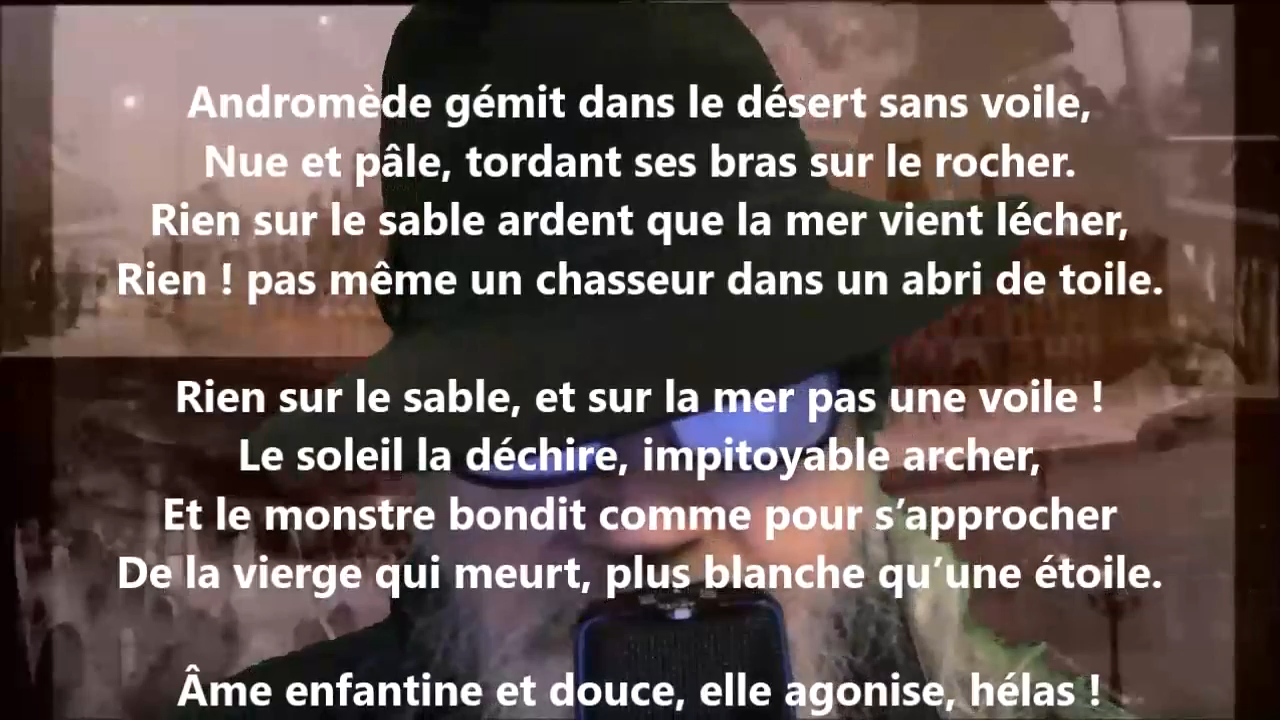 Andromède gémit dans le désert sans voile,
Nue et pâle, tordant ses bras sur le rocher.
Rien sur le sable ardent que la mer vient lécher,
Rien ! pas même un chasseur dans un abri de toile.
Rien sur le sable, et sur la mer pas une voile !
Le soleil la déchire, impitoyable archer,
Et le monstre bondit comme pour s’approcher
De la vierge qui meurt, plus blanche qu’une étoile.
Âme enfantine et douce, elle agonise, hélas !